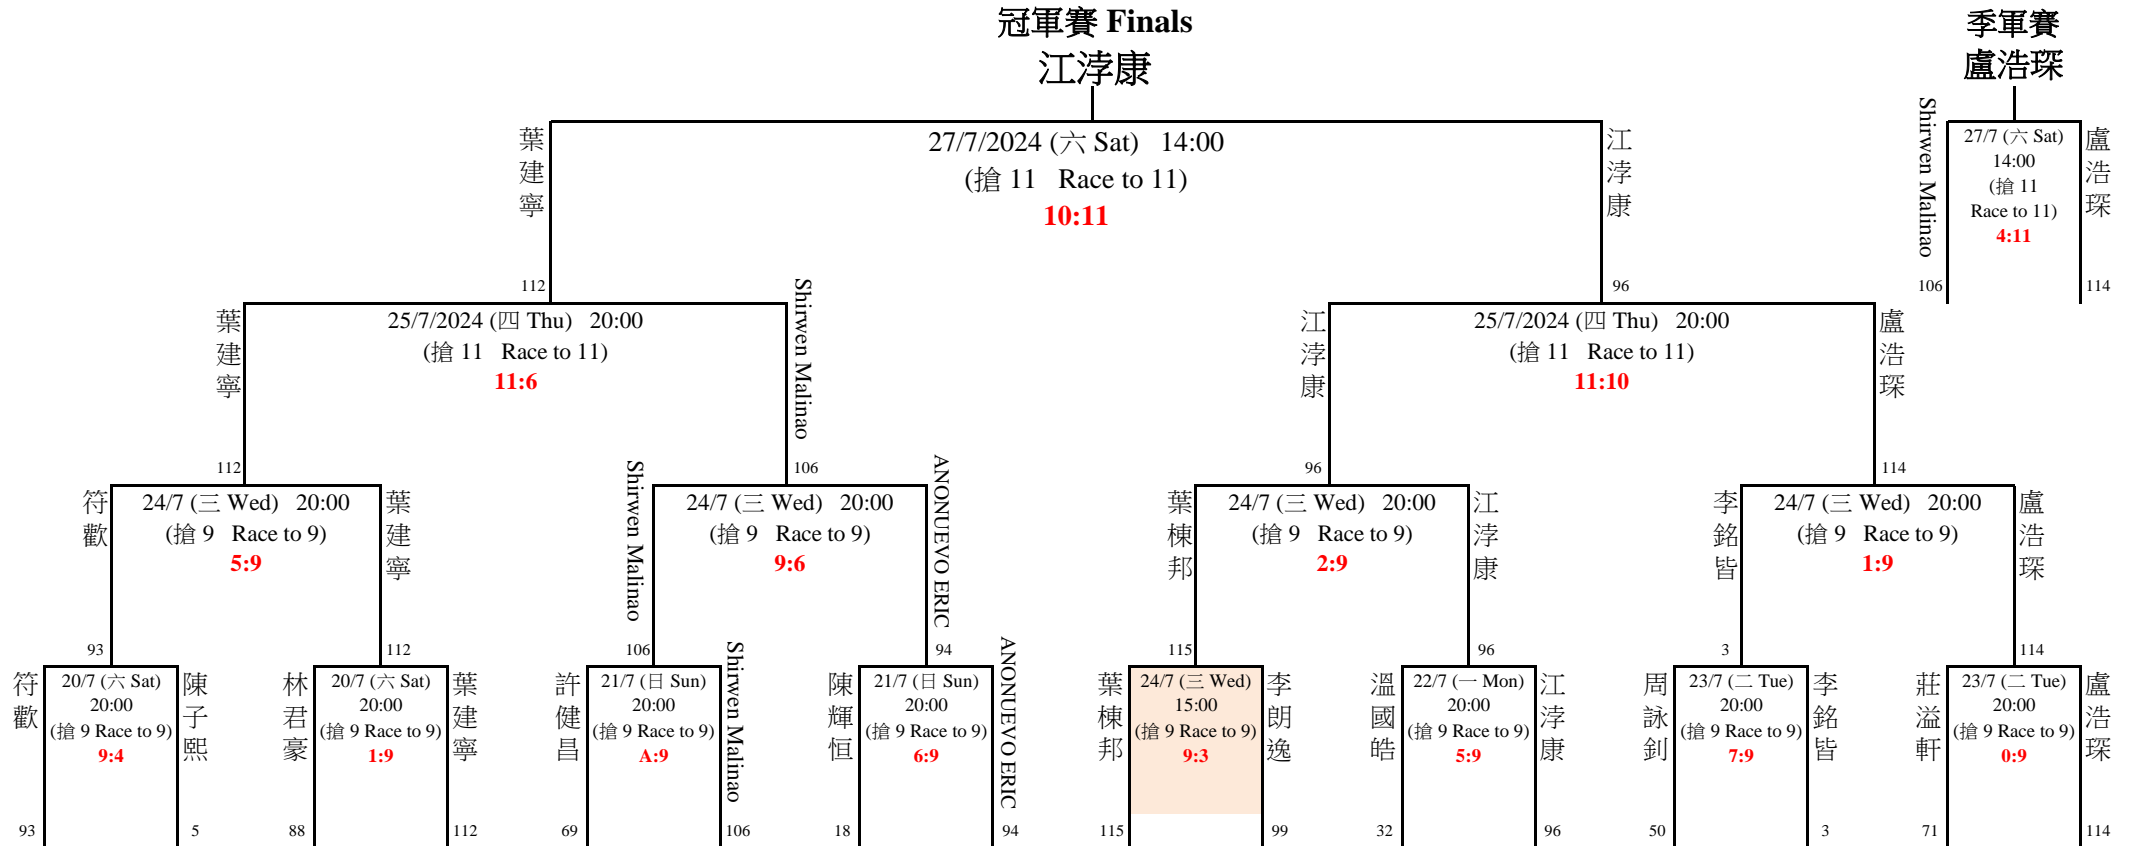 冠軍賽 Finals
江浡康
季軍賽
盧浩琛
葉建寧
27/7/2024 (六 Sat) 14:00
(搶 11 Race to 11)
10:11
江浡康
Shirwen Malinao
27/7 (六 Sat)
14:00
(搶 11
Race to 11)
4:11
盧浩琛
112
96
106
114
葉建寧
25/7/2024 (四 Thu) 20:00
(搶 11 Race to 11)
11:6
Shirwen Malinao
江浡康
25/7/2024 (四 Thu) 20:00
(搶 11 Race to 11)
11:10
盧浩琛
112
106
96
114
符歡
24/7 (三 Wed) 20:00
(搶 9 Race to 9)
5:9
葉建寧
Shirwen Malinao
24/7 (三 Wed) 20:00
(搶 9 Race to 9)
9:6
ANONUEVO ERIC
葉棟邦
24/7 (三 Wed) 20:00
(搶 9 Race to 9)
2:9
江浡康
李銘皆
24/7 (三 Wed) 20:00
(搶 9 Race to 9)
1:9
盧浩琛
93
112
106
94
115
96
3
114
符歡
20/7 (六 Sat)
20:00
(搶 9 Race to 9)
9:4
陳子熙
林君豪
20/7 (六 Sat)
20:00
(搶 9 Race to 9)
1:9
葉建寧
許健昌
21/7 (日 Sun)
20:00
(搶 9 Race to 9)
A:9
Shirwen Malinao
陳輝恒
21/7 (日 Sun)
20:00
(搶 9 Race to 9)
6:9
ANONUEVO ERIC
葉棟邦
24/7 (三 Wed)
15:00
(搶 9 Race to 9)
9:3
李朗逸
溫國皓
22/7 (一 Mon)
20:00
(搶 9 Race to 9)
5:9
江浡康
周詠釗
23/7 (二 Tue)
20:00
(搶 9 Race to 9)
7:9
李銘皆
莊溢軒
23/7 (二 Tue)
20:00
(搶 9 Race to 9)
0:9
盧浩琛
93
5
88
112
69
106
18
94
115
99
32
96
50
3
71
114